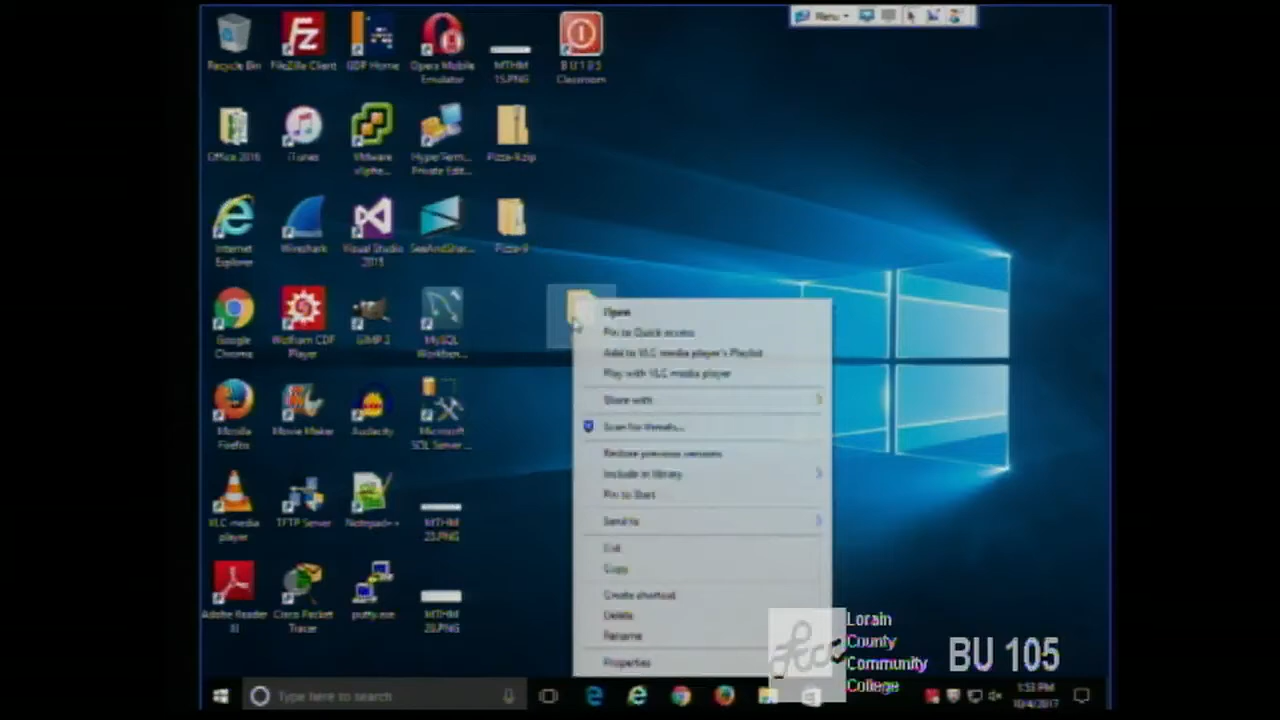 Menu
Recycle Bin
FileZilla Client
GDP Home
Opera Mobile
Emulator
MTHM
15.PNG
BU105
Classroom
Office 2016
iTunes
VMware
vSphe...
HyperTerm...
Private Edit...
Pizza-9.zip
Internet
Explorer
Wireshark
Visual Studio
2015
SeeAndShar...
Pizza-9
Google
Chrome
Wolfram CDF
Player
GIMP 2
MySQL
Workben...
Mozilla
Firefox
Movie Maker
Audacity
Microsoft
SQL Server ...
VLC media
player
TFTP Server
Notepad++
MTHM
23.PNG
Adobe Reader
XI
Cisco Packet
Tracer
putty.exe
MTHM
20.PNG
Open
Pin to Quick access
Add to VLC media player's Playlist
Play with VLC media player
Share with
Scan for threats...
Restore previous versions
Include in library
Pin to Start
Send to
Cut
Copy
Create shortcut
Delete
Rename
Properties
Lorain
County
Community
College
BU 105
Type here to search
1:53 PM
10/4/2017